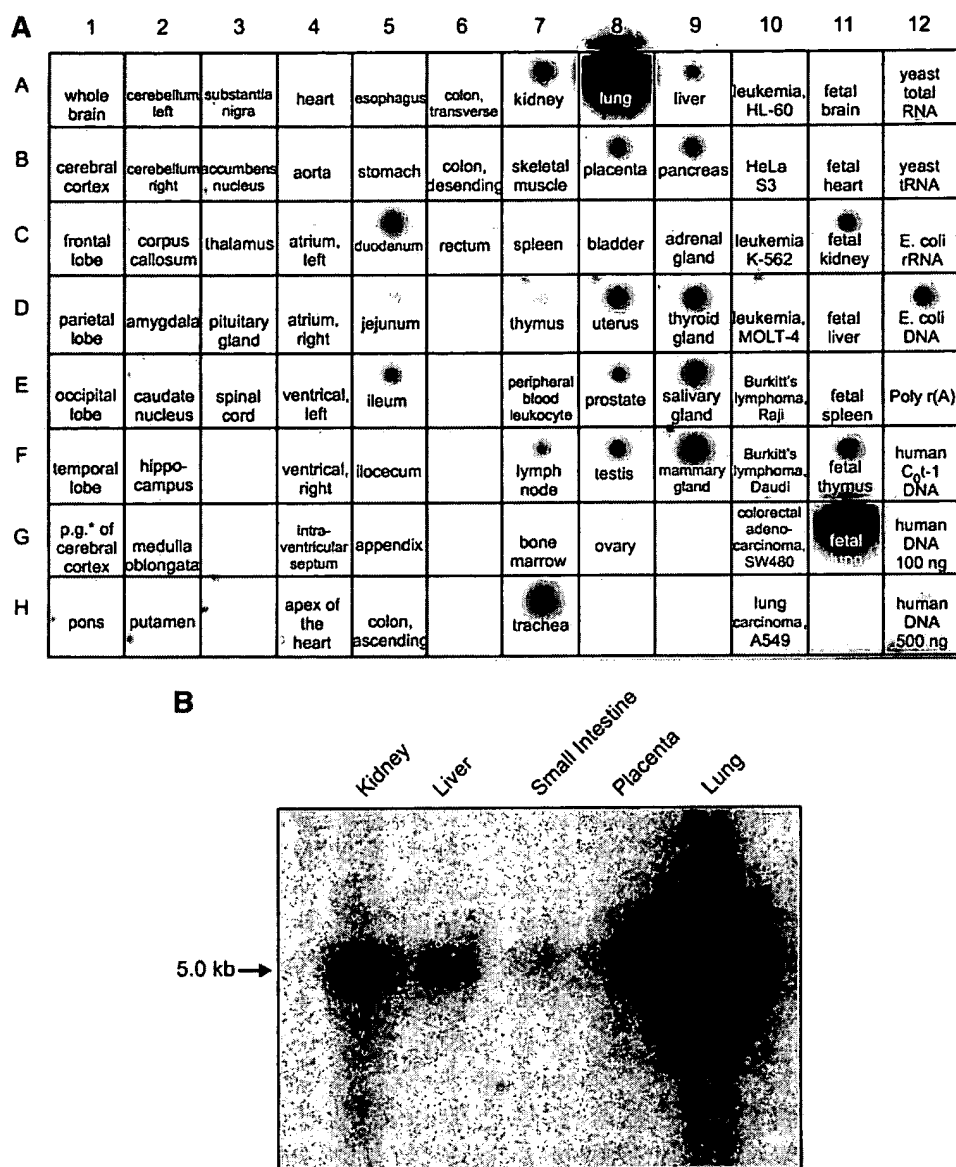 A
1 2 3 4 5 6 7 8 9 10 11 12
A
whole brain
cerebellum, left
substantia nigra
heart
esophagus
colon, transverse
kidney
lung
liver
leukemia, HL-60
fetal brain
yeast total RNA
B
cerebral cortex
cerebellum right
accumbens nucleus
aorta
stomach
colon, desending
skeletal muscle
placenta
pancreas
HeLa S3
fetal heart
yeast tRNA
C
frontal lobe
corpus callosum
thalamus
atrium, left
duodenum
rectum
spleen
bladder
adrenal gland
leukemia K-562
fetal kidney
E. coli rRNA
D
parietal lobe
amygdala
pituitary gland
atrium, right
jejunum
thymus
uterus
thyroid gland
leukemia, MOLT-4
fetal liver
E. coli DNA
E
occipital lobe
caudate nucleus
spinal cord
ventrical, left
ileum
peripheral blood leukocyte
prostate
salivary gland
Burkitt's lymphoma, Raji
fetal spleen
Poly r(A)
F
temporal lobe
hippo-campus
ventrical, right
ilocecum
lymph node
testis
mammary gland
Burkitt's lymphoma, Daudi
fetal thymus
human C0t-1 DNA
G
p.g.* of cerebral cortex
medulla oblongata
intra-ventricular septum
appendix
bone marrow
ovary
colorectal adeno-carcinoma, SW480
fetal lung
human DNA 100 ng
H
pons
putamen
apex of the heart
colon, ascending
trachea
lung carcinoma, A549
human DNA 500 ng
B
Kidney
Liver
Small Intestine
Placenta
Lung
5.0 kb